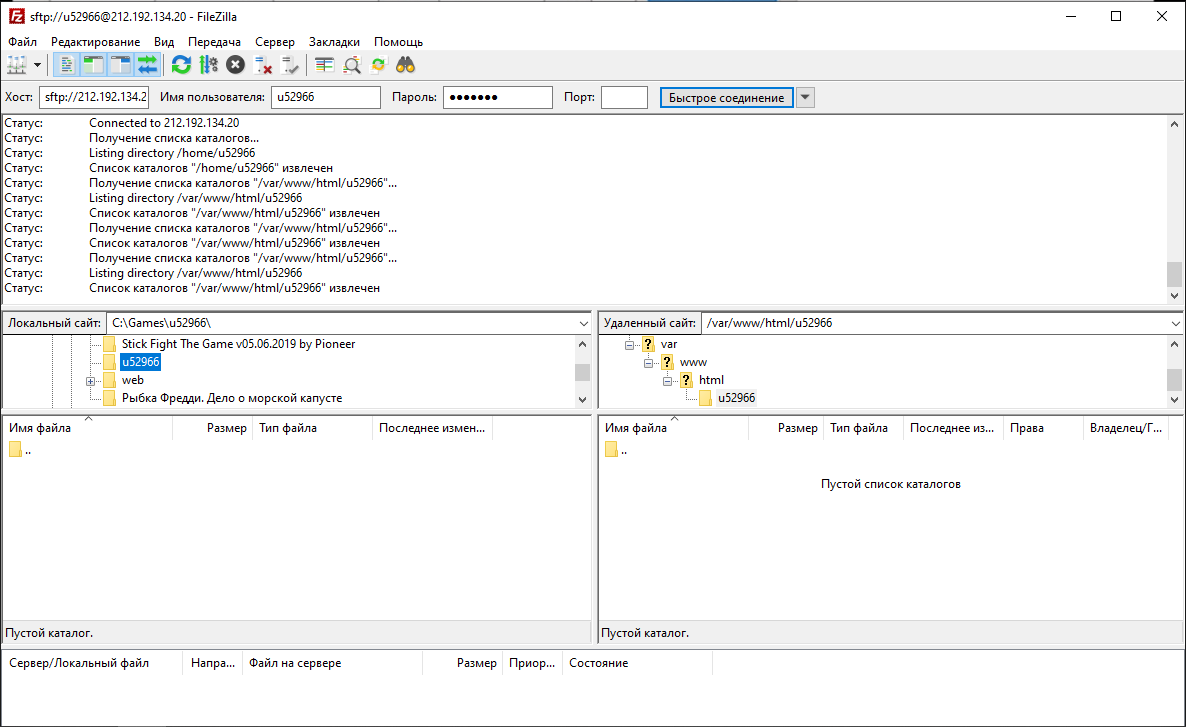 sftp://u52966@212.192.134.20 - FileZilla
Файл Редактирование Вид Передача Сервер Закладки Помощь
Хост: sftp://212.192.134.2 Имя пользователя: u52966 Пароль: ●●●●●●● Порт: Быстрое соединение
Статус: Connected to 212.192.134.20
Статус: Получение списка каталогов...
Статус: Listing directory /home/u52966
Статус: Список каталогов "/home/u52966" извлечен
Статус: Получение списка каталогов "/var/www/html/u52966"...
Статус: Listing directory /var/www/html/u52966
Статус: Список каталогов "/var/www/html/u52966" извлечен
Статус: Получение списка каталогов "/var/www/html/u52966"...
Статус: Список каталогов "/var/www/html/u52966" извлечен
Статус: Получение списка каталогов "/var/www/html/u52966"...
Статус: Listing directory /var/www/html/u52966
Статус: Список каталогов "/var/www/html/u52966" извлечен
Локальный сайт: C:\Games\u52966\
Stick Fight The Game v05.06.2019 by Pioneer
u52966
web
Рыбка Фредди. Дело о морской капусте
Имя файла Размер Тип файла Последнее измен...
..
Пустой каталог.
Удаленный сайт: /var/www/html/u52966
? var
? www
? html
u52966
Имя файла Размер Тип файла Последнее из... Права Владелец/Г...
..
Пустой список каталогов
Пустой каталог.
Сервер/Локальный файл Напра... Файл на сервере Размер Приор... Состояние